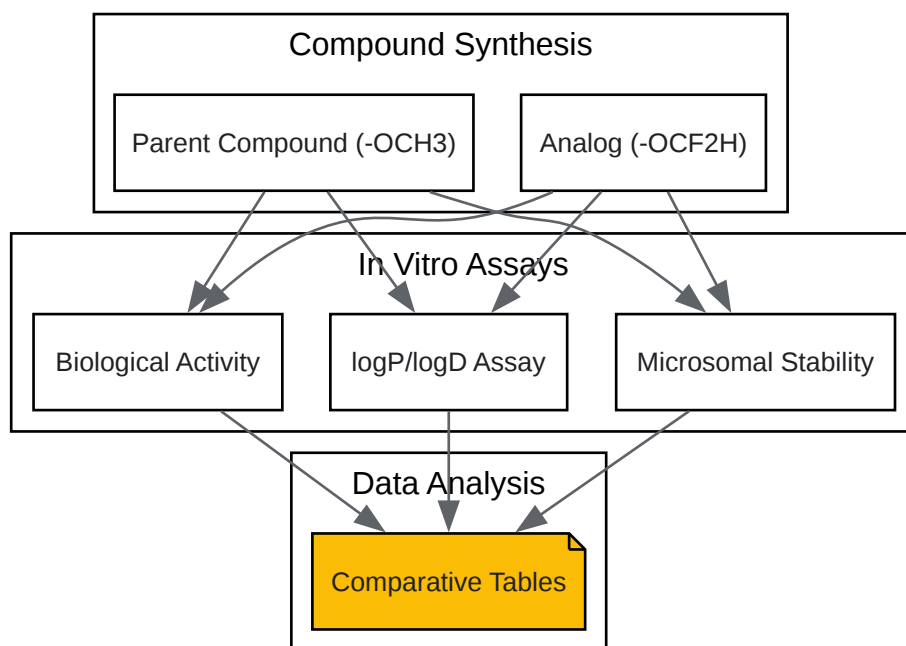 Compound Synthesis
Parent Compound (-OCH3)
Analog (-OCF2H)
In Vitro Assays
Biological Activity
logP/logD Assay
Microsomal Stability
Data Analysis
Comparative Tables